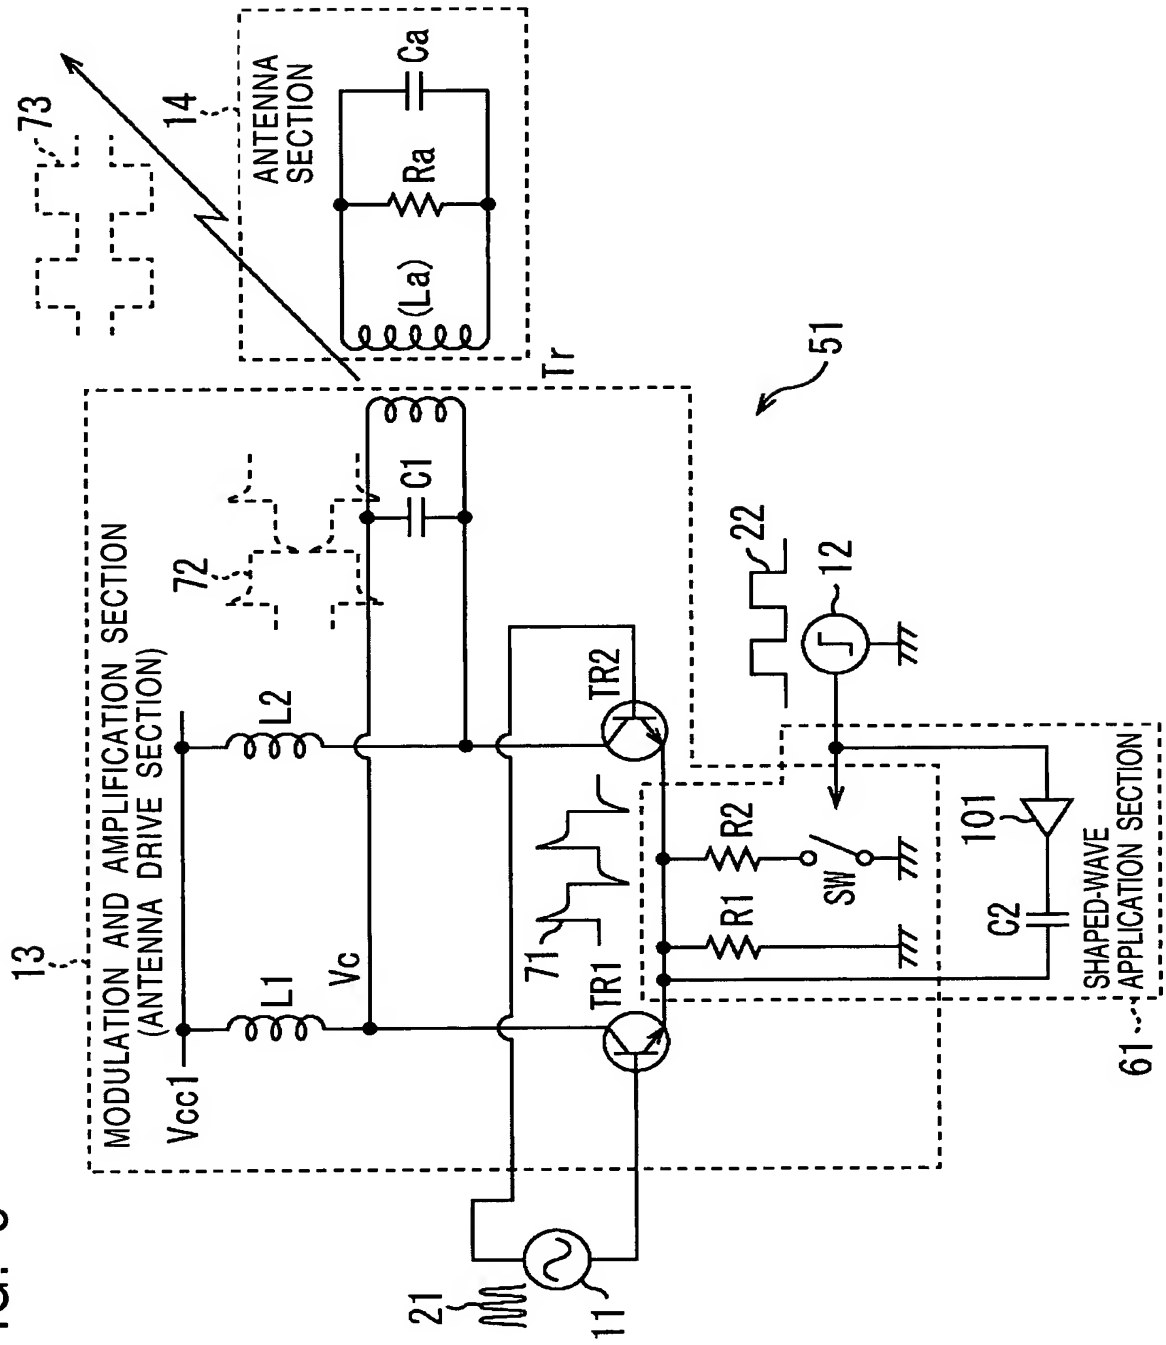 13
MODULATION AND AMPLIFICATION SECTION
(ANTENNA DRIVE SECTION)
Vcc1
L1
L2
72
73
14
ANTENNA
SECTION
Ca
Ra
(La)
Tr
C1
Vc
71
TR1
TR2
21
11
R1
R2
SW
22
12
51
101
C2
SHAPED-WAVE
APPLICATION SECTION
61